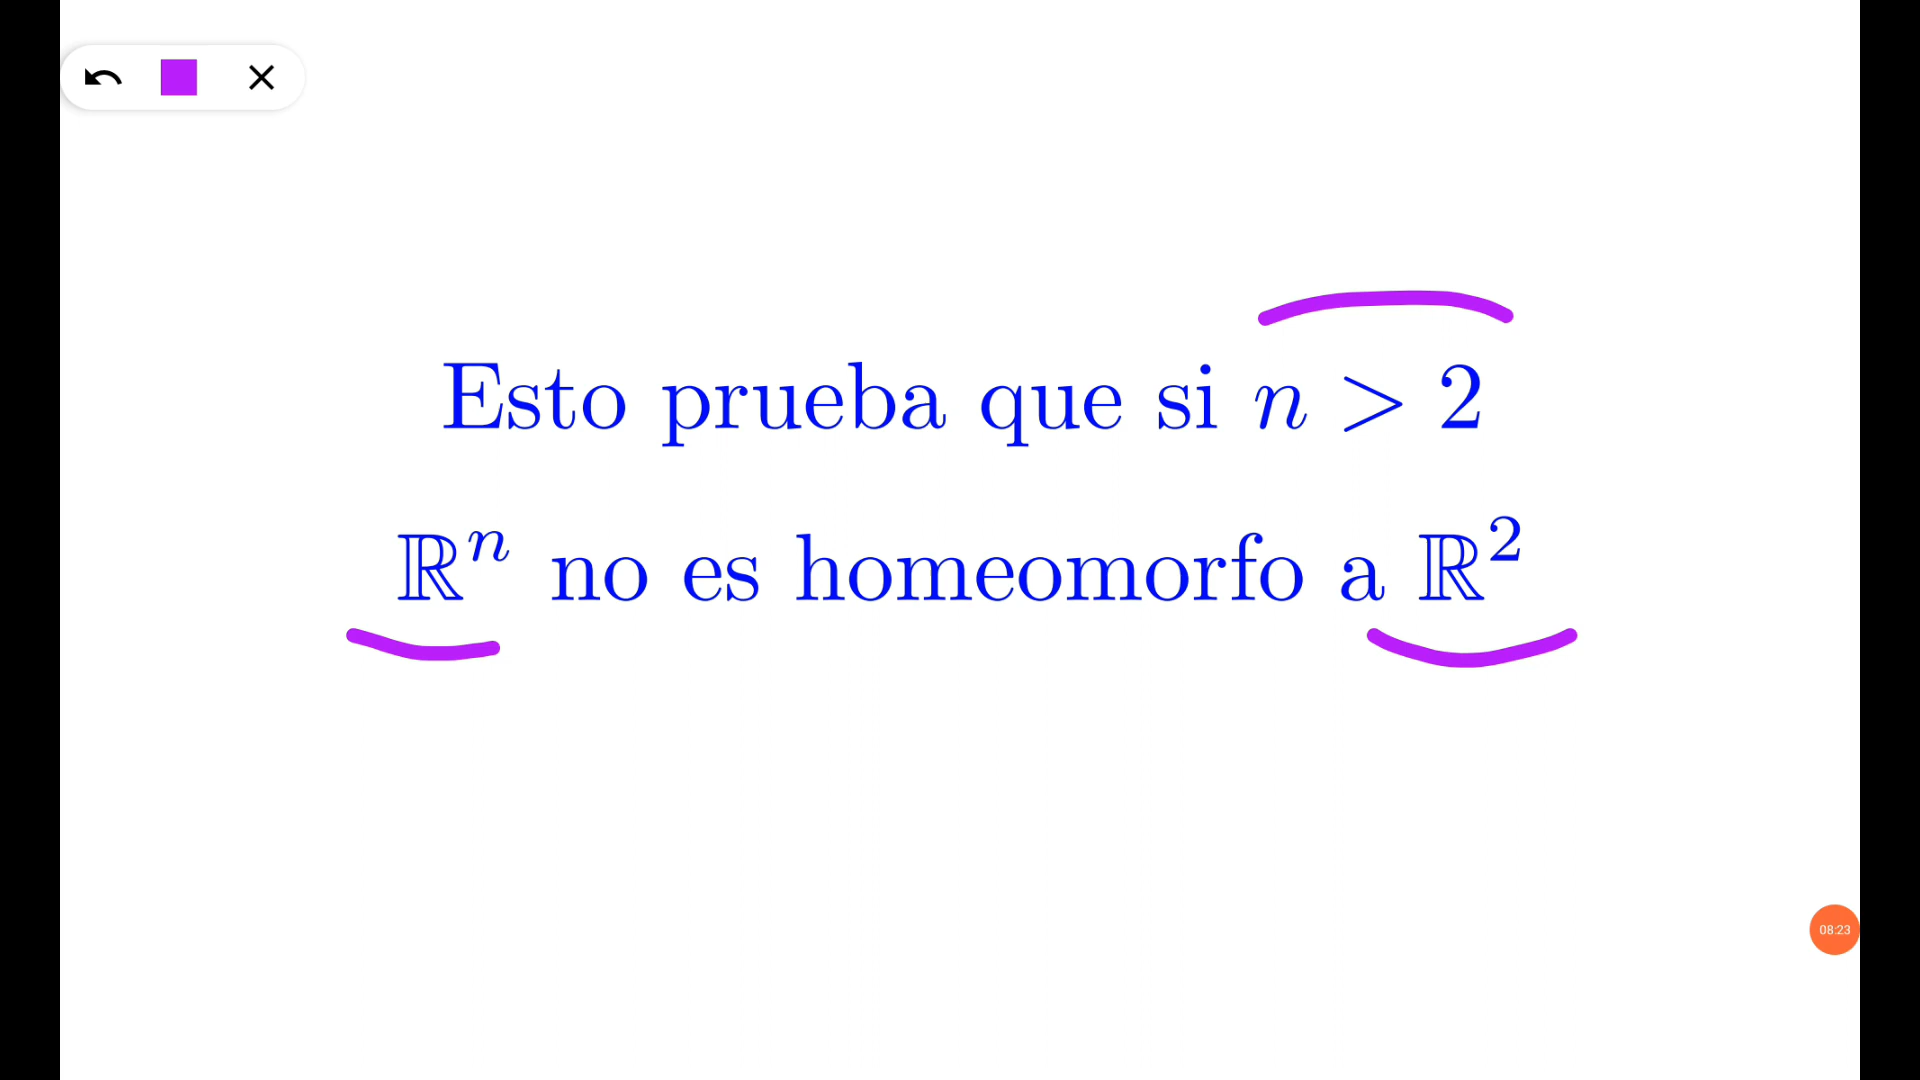 Esto prueba que si n > 2
ℝⁿ no es homeomorfo a ℝ²
08:23